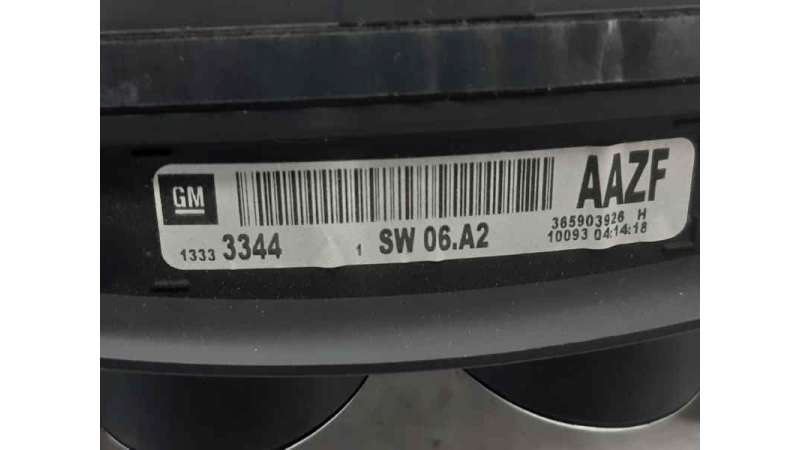 GM
AAZF
365903926 H
1333 3344 1 SW 06.A2
10093 04:14:18